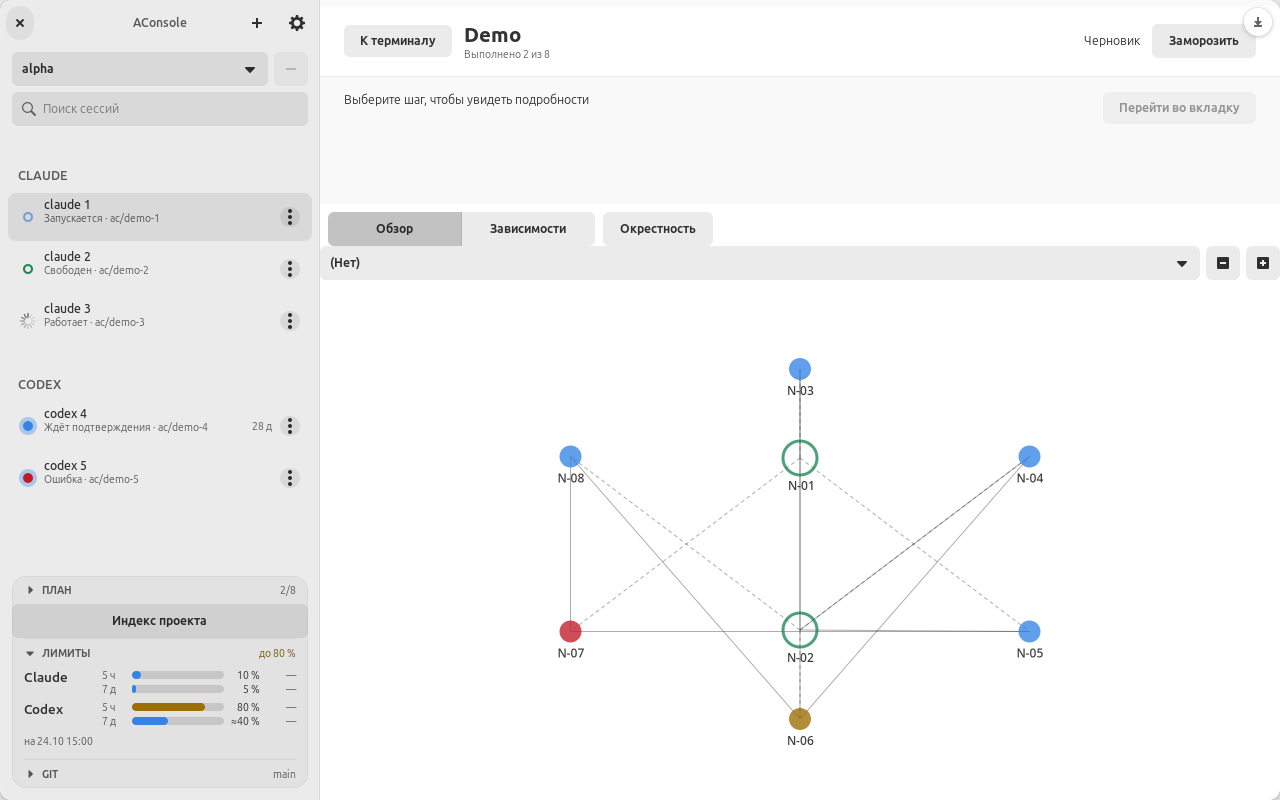 AConsole
alpha
Поиск сессий
CLAUDE
claude 1
Запускается · ac/demo-1
claude 2
Свободен · ac/demo-2
claude 3
Работает · ac/demo-3
CODEX
codex 4
Ждёт подтверждения · ac/demo-4
28 д
codex 5
Ошибка · ac/demo-5
ПЛАН 2/8
Индекс проекта
ЛИМИТЫ до 80 %
Claude 5 ч 10 % —
7 д 5 % —
Codex 5 ч 80 % —
7 д ≈40 % —
на 24.10 15:00
GIT main
К терминалу
Demo
Выполнено 2 из 8
Черновик
Заморозить
Выберите шаг, чтобы увидеть подробности
Перейти во вкладку
Обзор
Зависимости
Окрестность
(Нет)
N-03
N-08
N-01
N-04
N-07
N-02
N-05
N-06